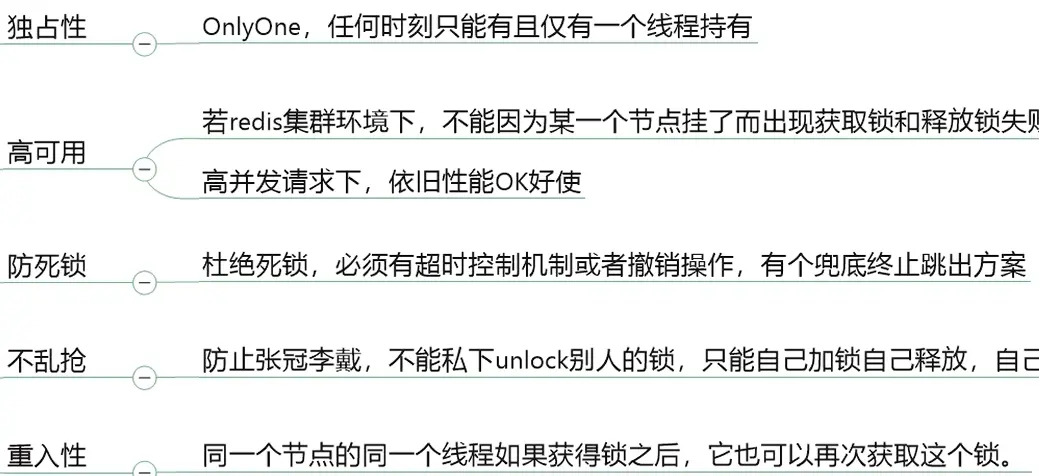 独占性
OnlyOne，任何时刻只能有且仅有一个线程持有
高可用
若redis集群环境下，不能因为某一个节点挂了而出现获取锁和释放锁失败
高并发请求下，依旧性能OK好使
防死锁
杜绝死锁，必须有超时控制机制或者撤销操作，有个兜底终止跳出方案
不乱抢
防止张冠李戴，不能私下unlock别人的锁，只能自己加锁自己释放，自己
重入性
同一个节点的同一个线程如果获得锁之后，它也可以再次获取这个锁。